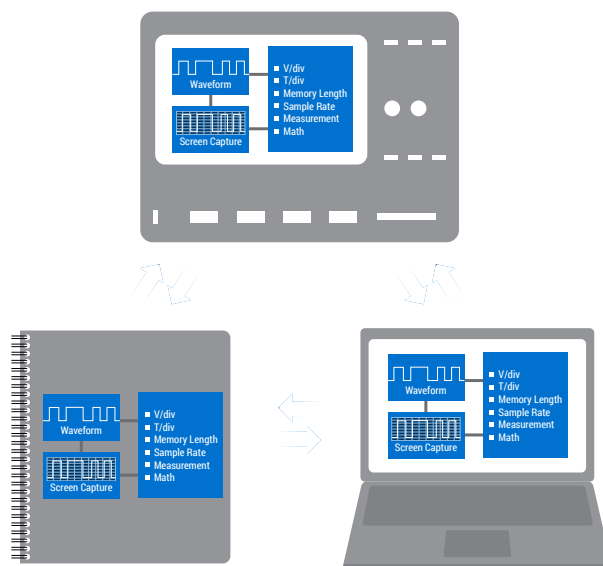 Waveform
Screen Capture
V/div
T/div
Memory Length
Sample Rate
Measurement
Math
Waveform
Screen Capture
V/div
T/div
Memory Length
Sample Rate
Measurement
Math
Waveform
Screen Capture
V/div
T/div
Memory Length
Sample Rate
Measurement
Math